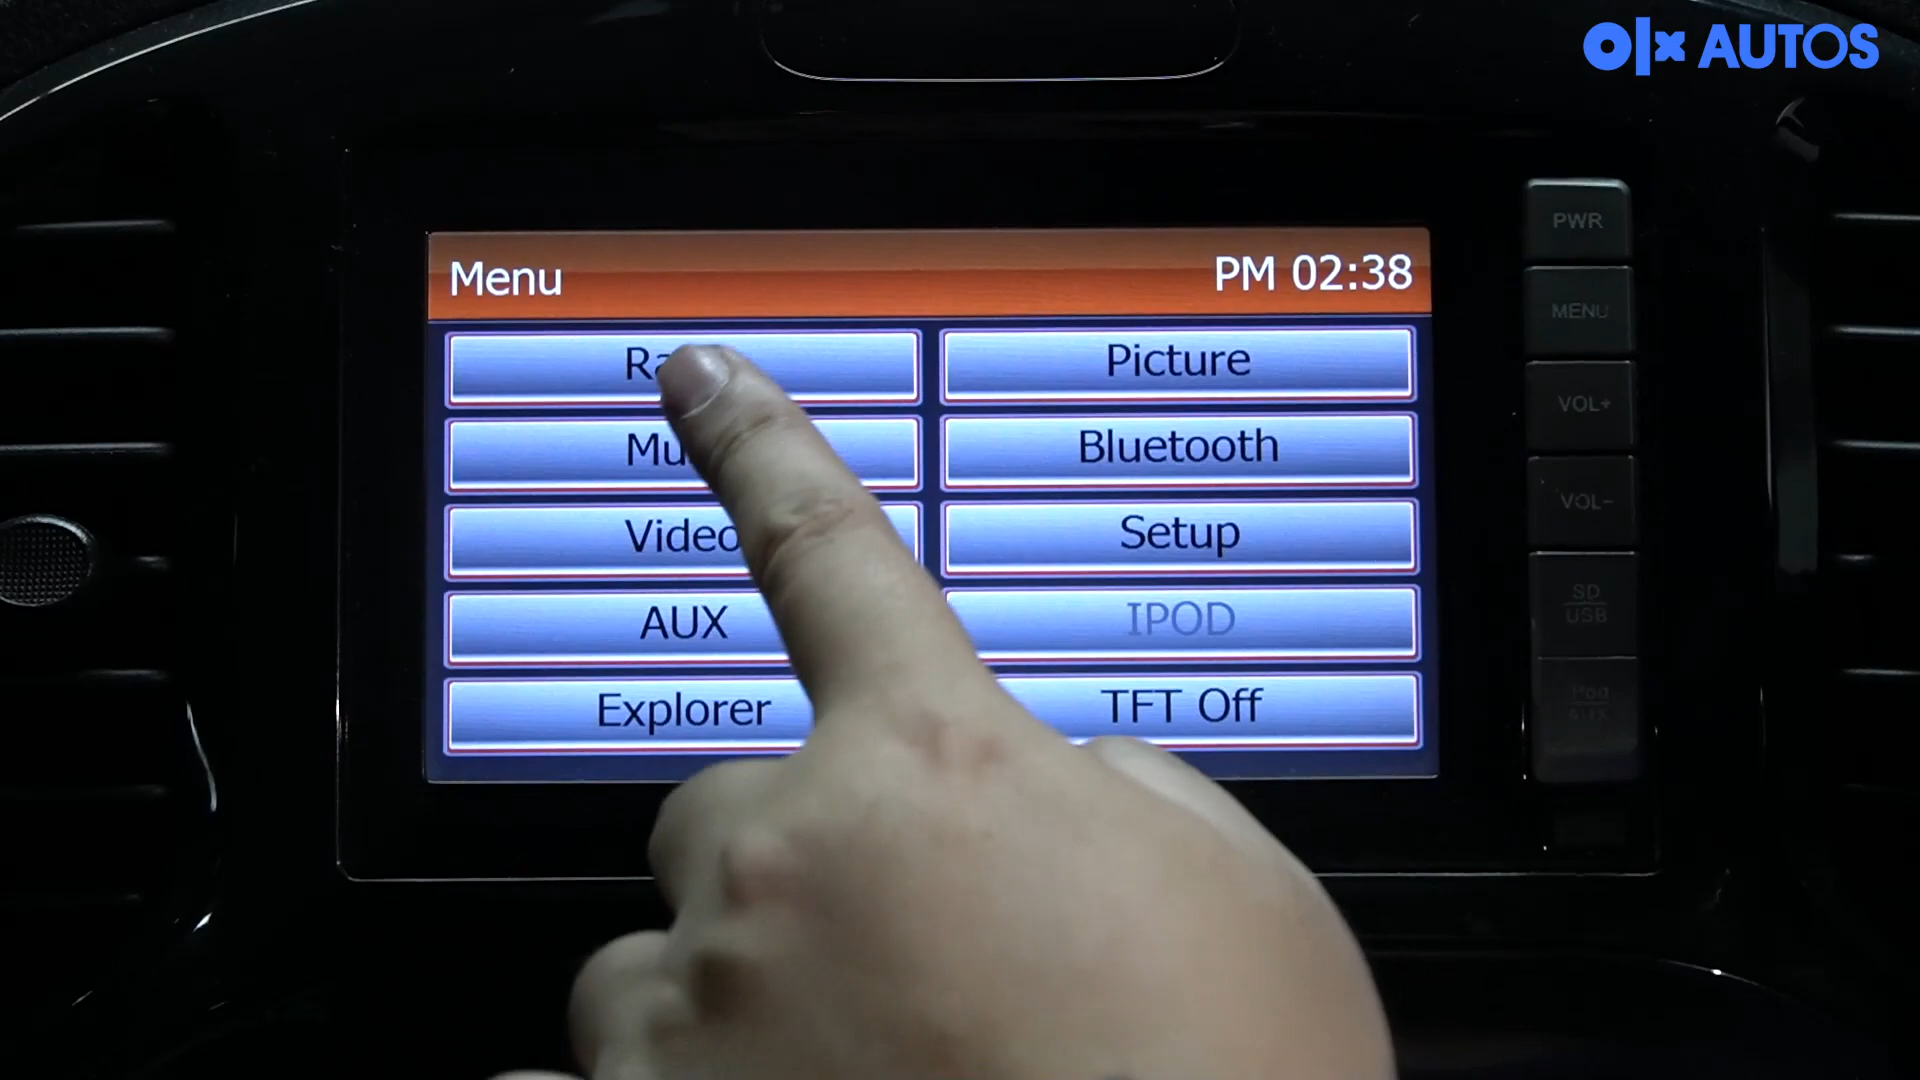 olx AUTOS
Menu
PM 02:38
Picture
Bluetooth
Video
Setup
AUX
IPOD
Explorer
TFT Off
PWR
MENU
VOL+
VOL-
SD
USB